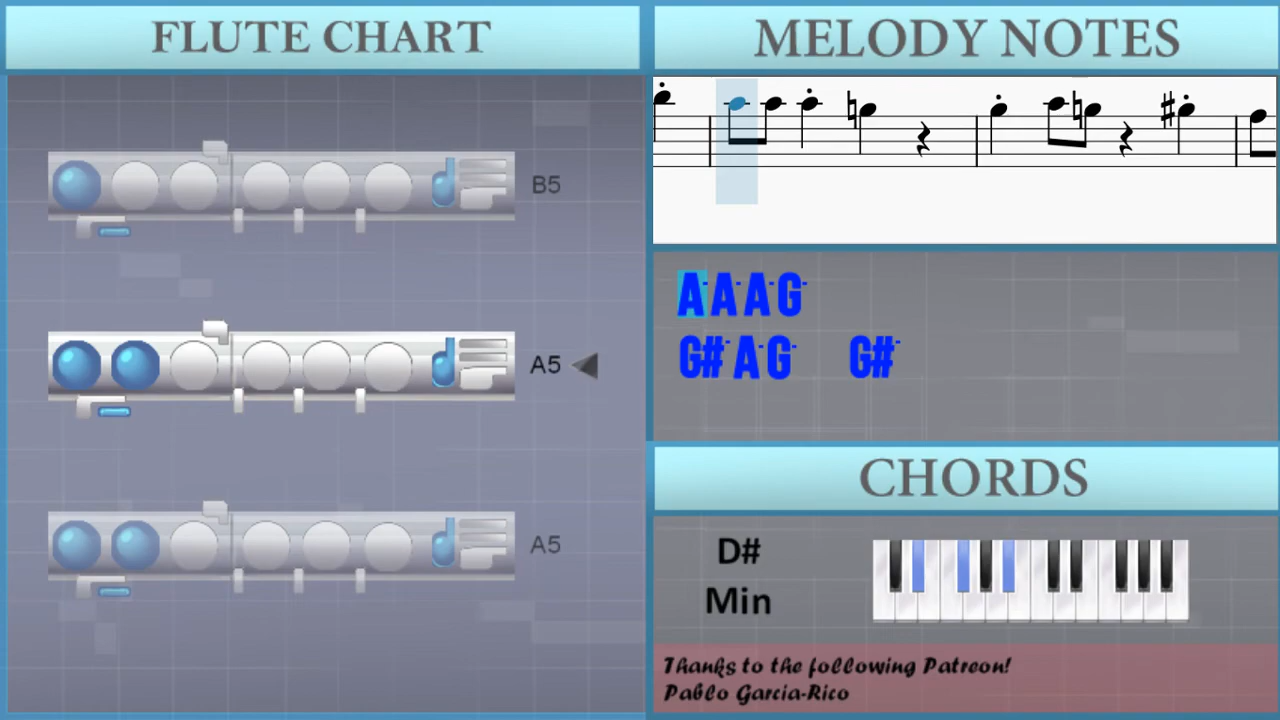 FLUTE CHART
B5
A5
A5
MELODY NOTES
A A A G
G# A G G#
CHORDS
D#
Min
Thanks to the following Patreon!
Pablo Garcia-Rico